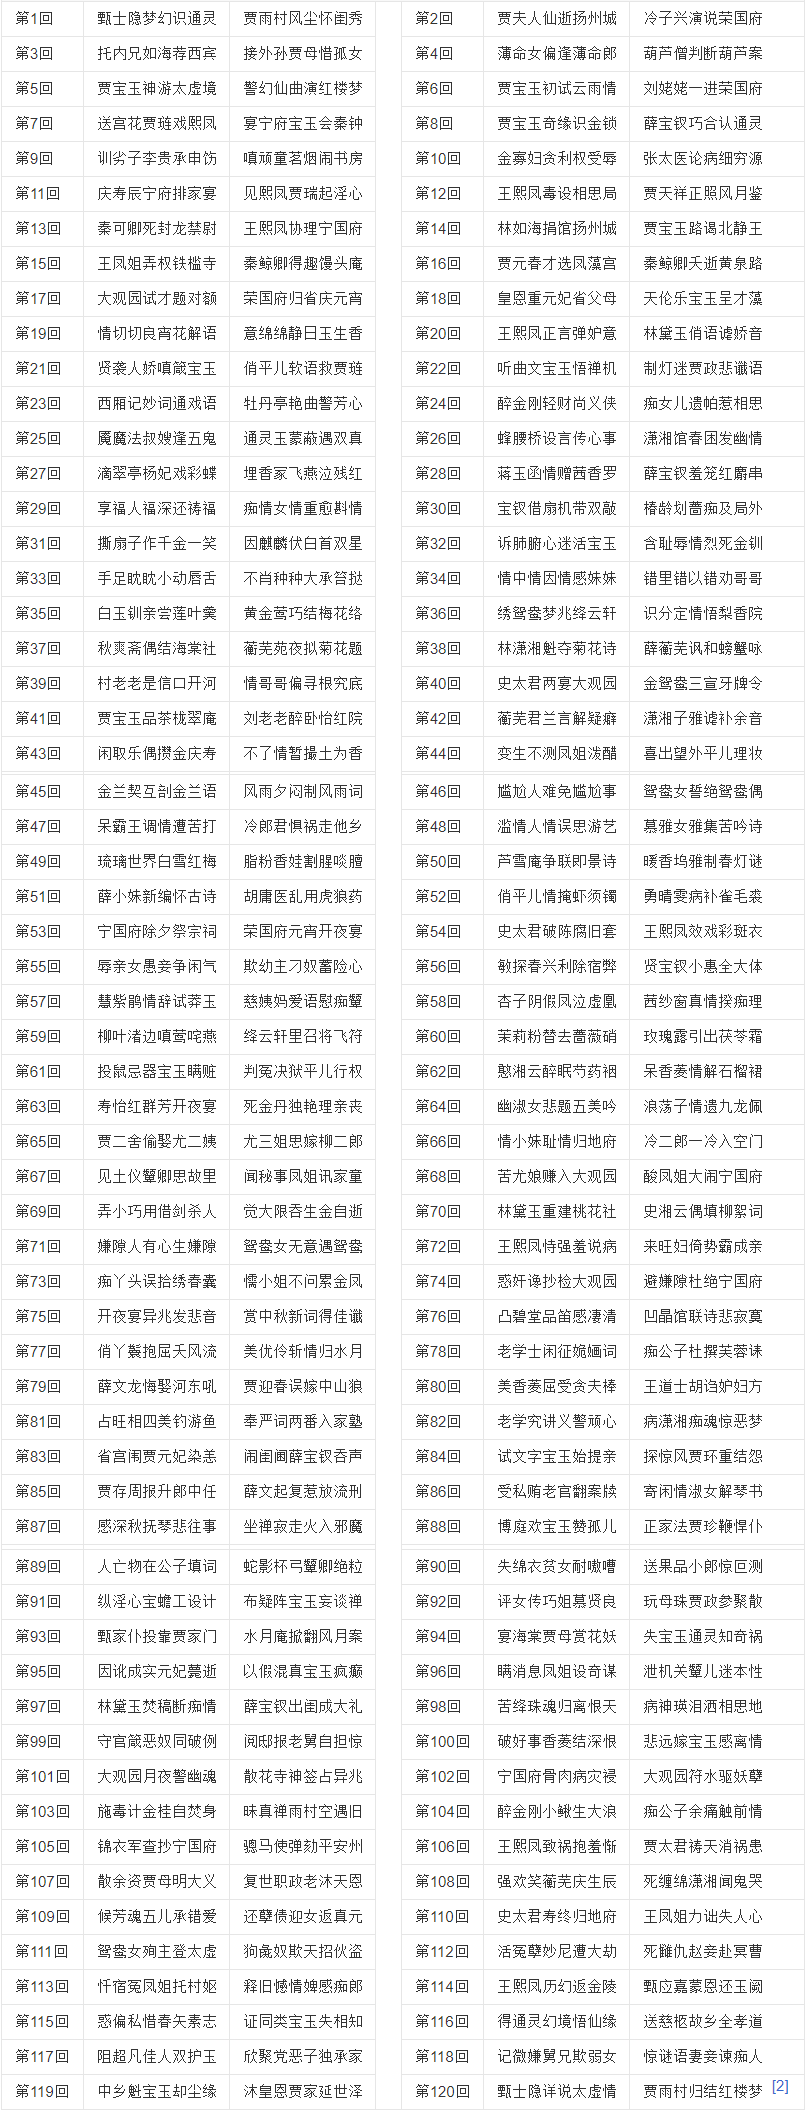 第1回 甄士隐梦幻识通灵 贾雨村风尘怀闺秀 第2回 贾夫人仙逝扬州城 冷子兴演说荣国府
第3回 托内兄如海荐西宾 接外孙贾母惜孤女 第4回 薄命女偏逢薄命郎 葫芦僧判断葫芦案
第5回 贾宝玉神游太虚境 警幻仙曲演红楼梦 第6回 贾宝玉初试云雨情 刘姥姥一进荣国府
第7回 送宫花贾琏戏熙凤 宴宁府宝玉会秦钟 第8回 贾宝玉奇缘识金锁 薛宝钗巧合认通灵
第9回 训劣子李贵承申饬 嗔顽童茗烟闹书房 第10回 金寡妇贪利权受辱 张太医论病细穷源
第11回 庆寿辰宁府排家宴 见熙凤贾瑞起淫心 第12回 王熙凤毒设相思局 贾天祥正照风月鉴
第13回 秦可卿死封龙禁尉 王熙凤协理宁国府 第14回 林如海捐馆扬州城 贾宝玉路谒北静王
第15回 王凤姐弄权铁槛寺 秦鲸卿得趣馒头庵 第16回 贾元春才选凤藻宫 秦鲸卿夭逝黄泉路
第17回 大观园试才题对额 荣国府归省庆元宵 第18回 皇恩重元妃省父母 天伦乐宝玉呈才藻
第19回 情切切良宵花解语 意绵绵静日玉生香 第20回 王熙凤正言弹妒意 林黛玉俏语谑娇音
第21回 贤袭人娇嗔箴宝玉 俏平儿软语救贾琏 第22回 听曲文宝玉悟禅机 制灯迷贾政悲谶语
第23回 西厢记妙词通戏语 牡丹亭艳曲警芳心 第24回 醉金刚轻财尚义侠 痴女儿遗帕惹相思
第25回 魇魔法叔嫂逢五鬼 通灵玉蒙蔽遇双真 第26回 蜂腰桥设言传心事 潇湘馆春困发幽情
第27回 滴翠亭杨妃戏彩蝶 埋香冢飞燕泣残红 第28回 蒋玉函情赠茜香罗 薛宝钗羞笼红麝串
第29回 享福人福深还祷福 痴情女情重愈斟情 第30回 宝钗借扇机带双敲 椿龄划蔷痴及局外
第31回 撕扇子作千金一笑 因麒麟伏白首双星 第32回 诉肺腑心迷活宝玉 含耻辱情烈死金钏
第33回 手足眈眈小动唇舌 不肖种种大承笞挞 第34回 情中情因情感妹妹 错里错以错劝哥哥
第35回 白玉钏亲尝莲叶羹 黄金莺巧结梅花络 第36回 绣鸳鸯梦兆绛云轩 识分定情悟梨香院
第37回 秋爽斋偶结海棠社 蘅芜苑夜拟菊花题 第38回 林潇湘魁夺菊花诗 薛蘅芜讽和螃蟹咏
第39回 村老老是信口开河 情哥哥偏寻根究底 第40回 史太君两宴大观园 金鸳鸯三宣牙牌令
第41回 贾宝玉品茶栊翠庵 刘老老醉卧怡红院 第42回 蘅芜君兰言解疑癖 潇湘子雅谑补余音
第43回 闲取乐偶攒金庆寿 不了情暂撮土为香 第44回 变生不测凤姐泼醋 喜出望外平儿理妆
第45回 金兰契互剖金兰语 风雨夕闷制风雨词 第46回 尴尬人难免尴尬事 鸳鸯女誓绝鸳鸯偶
第47回 呆霸王调情遭苦打 冷郎君惧祸走他乡 第48回 滥情人情误思游艺 慕雅女雅集苦吟诗
第49回 琉璃世界白雪红梅 脂粉香娃割腥啖膻 第50回 芦雪庵争联即景诗 暖香坞雅制春灯谜
第51回 薛小妹新编怀古诗 胡庸医乱用虎狼药 第52回 俏平儿情掩虾须镯 勇晴雯病补雀毛裘
第53回 宁国府除夕祭宗祠 荣国府元宵开夜宴 第54回 史太君破陈腐旧套 王熙凤效戏彩斑衣
第55回 辱亲女愚妾争闲气 欺幼主刁奴蓄险心 第56回 敏探春兴利除宿弊 贤宝钗小惠全大体
第57回 慧紫鹃情辞试莽玉 慈姨妈爱语慰痴颦 第58回 杏子阴假凤泣虚凰 茜纱窗真情揆痴理
第59回 柳叶渚边嗔莺咤燕 绛云轩里召将飞符 第60回 茉莉粉替去蔷薇硝 玫瑰露引出茯苓霜
第61回 投鼠忌器宝玉瞒赃 判冤决狱平儿行权 第62回 憨湘云醉眠芍药裀 呆香菱情解石榴裙
第63回 寿怡红群芳开夜宴 死金丹独艳理亲丧 第64回 幽淑女悲题五美吟 浪荡子情遗九龙佩
第65回 贾二舍偷娶尤二姨 尤三姐思嫁柳二郎 第66回 情小妹耻情归地府 冷二郎一冷入空门
第67回 见土仪颦卿思故里 闻秘事凤姐讯家童 第68回 苦尤娘赚入大观园 酸凤姐大闹宁国府
第69回 弄小巧用借剑杀人 觉大限吞生金自逝 第70回 林黛玉重建桃花社 史湘云偶填柳絮词
第71回 嫌隙人有心生嫌隙 鸳鸯女无意遇鸳鸯 第72回 王熙凤恃强羞说病 来旺妇倚势霸成亲
第73回 痴丫头误拾绣春囊 懦小姐不问累金凤 第74回 惑奸谗抄检大观园 避嫌隙杜绝宁国府
第75回 开夜宴异兆发悲音 赏中秋新词得佳谶 第76回 凸碧堂品笛感凄清 凹晶馆联诗悲寂寞
第77回 俏丫鬟抱屈夭风流 美优伶斩情归水月 第78回 老学士闲征姽婳词 痴公子杜撰芙蓉诔
第79回 薛文龙悔娶河东吼 贾迎春误嫁中山狼 第80回 美香菱屈受贪夫棒 王道士胡诌妒妇方
第81回 占旺相四美钓游鱼 奉严词两番入家塾 第82回 老学究讲义警顽心 病潇湘痴魂惊恶梦
第83回 省宫闱贾元妃染恙 闹闺阃薛宝钗吞声 第84回 试文字宝玉始提亲 探惊风贾环重结怨
第85回 贾存周报升郎中任 薛文起复惹放流刑 第86回 受私贿老官翻案牍 寄闲情淑女解琴书
第87回 感深秋抚琴悲往事 坐禅寂走火入邪魔 第88回 博庭欢宝玉赞孤儿 正家法贾珍鞭悍仆
第89回 人亡物在公子填词 蛇影杯弓颦卿绝粒 第90回 失绵衣贫女耐嗷嘈 送果品小郎惊叵测
第91回 纵淫心宝蟾工设计 布疑阵宝玉妄谈禅 第92回 评女传巧姐慕贤良 玩母珠贾政参聚散
第93回 甄家仆投靠贾家门 水月庵掀翻风月案 第94回 宴海棠贾母赏花妖 失宝玉通灵知奇祸
第95回 因讹成实元妃薨逝 以假混真宝玉疯癫 第96回 瞒消息凤姐设奇谋 泄机关颦儿迷本性
第97回 林黛玉焚稿断痴情 薛宝钗出闺成大礼 第98回 苦绛珠魂归离恨天 病神瑛泪洒相思地
第99回 守官箴恶奴同破例 阅邸报老舅自担惊 第100回 破好事香菱结深恨 悲远嫁宝玉感离情
第101回 大观园月夜警幽魂 散花寺神签占异兆 第102回 宁国府骨肉病灾祲 大观园符水驱妖孽
第103回 施毒计金桂自焚身 昧真禅雨村空遇旧 第104回 醉金刚小鳅生大浪 痴公子余痛触前情
第105回 锦衣军查抄宁国府 骢马使弹劾平安州 第106回 王熙凤致祸抱羞惭 贾太君祷天消祸患
第107回 散余资贾母明大义 复世职政老沐天恩 第108回 强欢笑蘅芜庆生辰 死缠绵潇湘闻鬼哭
第109回 候芳魂五儿承错爱 还孽债迎女返真元 第110回 史太君寿终归地府 王凤姐力诎失人心
第111回 鸳鸯女殉主登太虚 狗彘奴欺天招伙盗 第112回 活冤孽妙尼遭大劫 死雠仇赵妾赴冥曹
第113回 忏宿冤凤姐托村妪 释旧憾情婢感痴郎 第114回 王熙凤历幻返金陵 甄应嘉蒙恩还玉阙
第115回 惑偏私惜春矢素志 证同类宝玉失相知 第116回 得通灵幻境悟仙缘 送慈柩故乡全孝道
第117回 阻超凡佳人双护玉 欣聚党恶子独承家 第118回 记微嫌舅兄欺弱女 惊谜语妻妾谏痴人
第119回 中乡魁宝玉却尘缘 沐皇恩贾家延世泽 第120回 甄士隐详说太虚情 贾雨村归结红楼梦 [2]